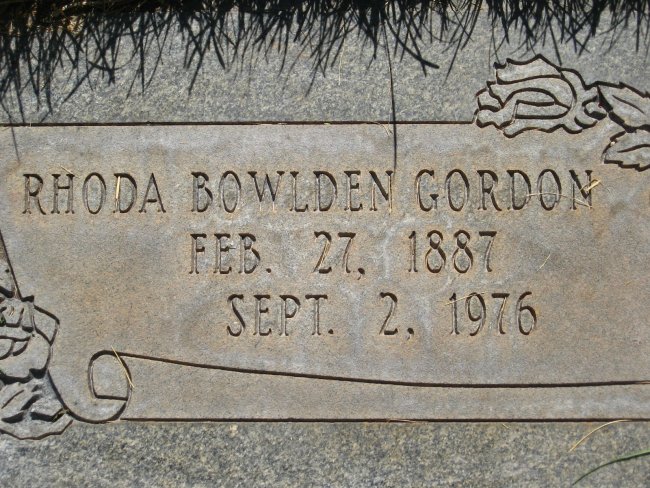 RHODA BOWLDEN GORDON
FEB. 27, 1887
SEPT. 2, 1976